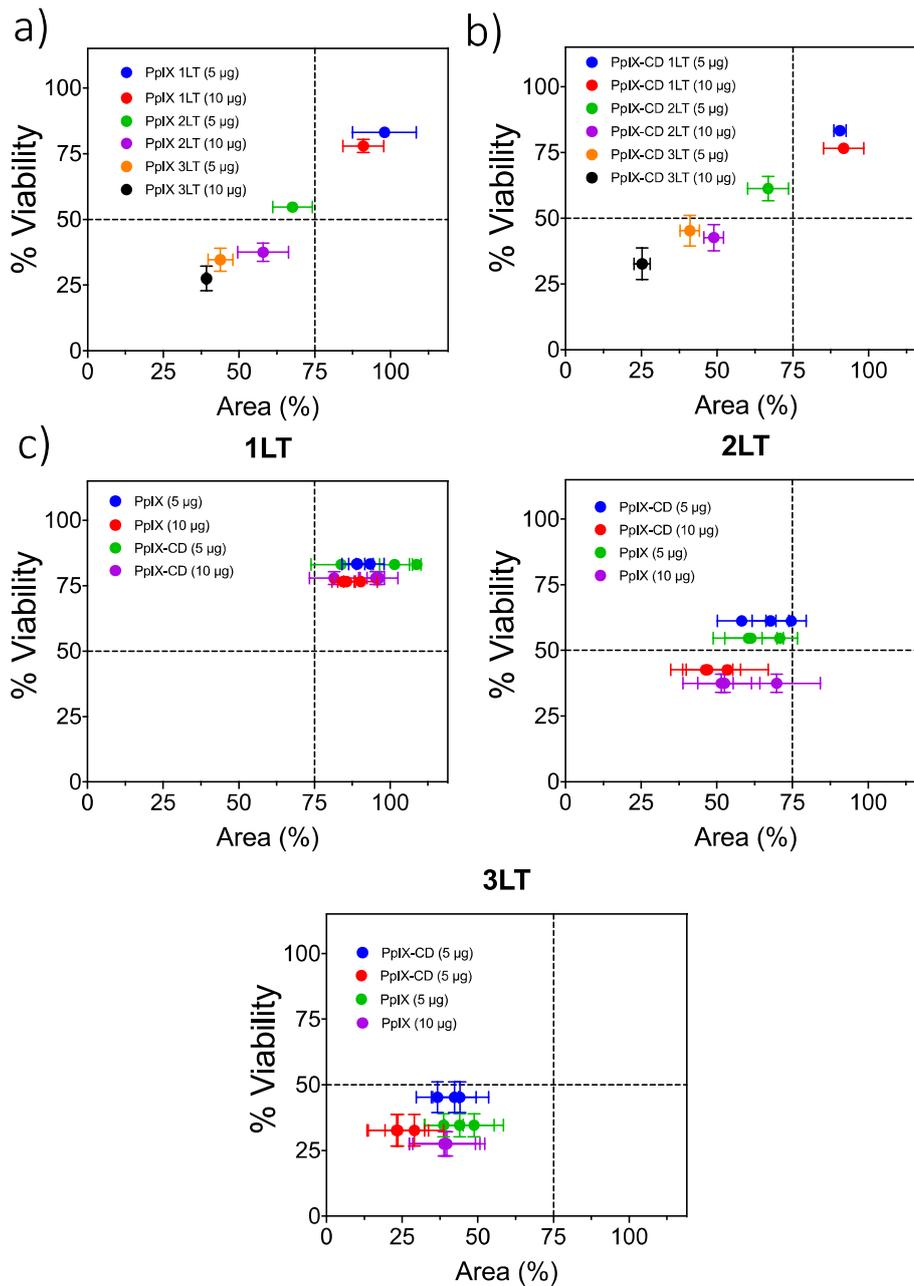 a)
PpIX 1LT (5 µg)
PpIX 1LT (10 µg)
PpIX 2LT (5 µg)
PpIX 2LT (10 µg)
PpIX 3LT (5 µg)
PpIX 3LT (10 µg)
100
75
50
25
0
% Viability
0 25 50 75 100
Area (%)
b)
PpIX-CD 1LT (5 µg)
PpIX-CD 1LT (10 µg)
PpIX-CD 2LT (5 µg)
PpIX-CD 2LT (10 µg)
PpIX-CD 3LT (5 µg)
PpIX-CD 3LT (10 µg)
100
75
50
25
0
% Viability
0 25 50 75 100
Area (%)
c)
1LT
PpIX (5 µg)
PpIX (10 µg)
PpIX-CD (5 µg)
PpIX-CD (10 µg)
100
75
50
25
0
% Viability
0 25 50 75 100
Area (%)
2LT
PpIX-CD (5 µg)
PpIX-CD (10 µg)
PpIX (5 µg)
PpIX (10 µg)
100
75
50
25
0
% Viability
0 25 50 75 100
Area (%)
3LT
PpIX-CD (5 µg)
PpIX-CD (5 µg)
PpIX (5 µg)
PpIX (10 µg)
100
75
50
25
0
% Viability
0 25 50 75 100
Area (%)